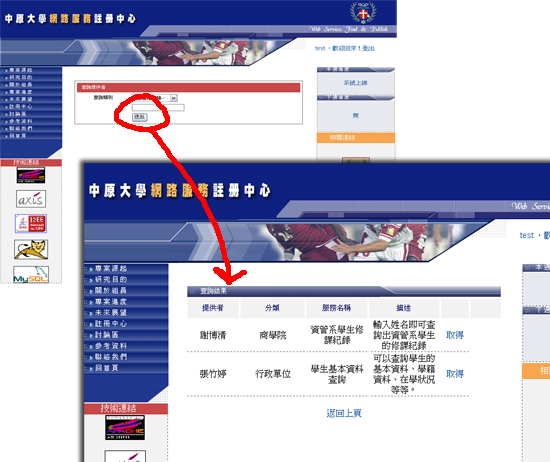 中原大學網路服務註冊中心
Web Services Find & Publish
test，歡迎回來！登出
專案源起
研究目的
關於組員
專案進度
未來展望
註冊中心
討論區
參考資料
聯絡我們
回首頁
查詢提供者
查詢類別
送出
系統上線
無
相關連結
技術連結
APACHE
axis
J2EE
MySQL
中原大學網路服務註冊中心
Web Servic
test，歡
專案源起
研究目的
關於組員
專案進度
未來展望
註冊中心
討論區
參考資料
聯絡我們
回首頁
技術連結
APACHE
查詢結果
提供者 分類 服務名稱 描述
謝博清 商學院 資管系學生修課紀錄 輸入姓名即可查詢出資管系學生的修課紀錄 取得
張竹婷 行政單位 學生基本資料查詢 可以查詢學生的基本資料、學籍資料、在學狀況等等。 取得
返回上頁
相